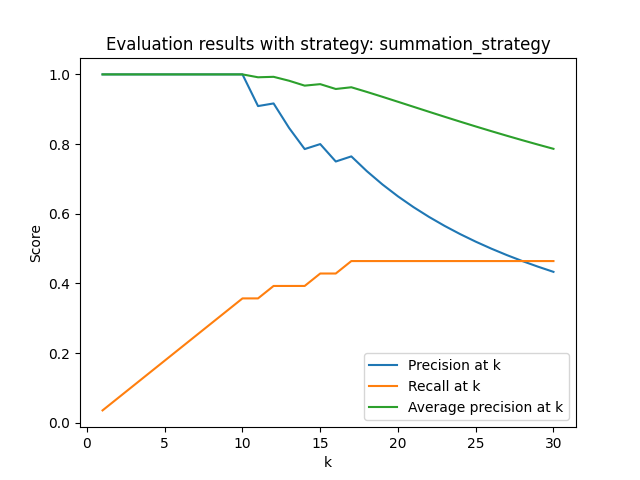 Evaluation results with strategy: summation_strategy
1.0
0.8
0.6
0.4
0.2
0.0
Score
0 5 10 15 20 25 30
k
Precision at k
Recall at k
Average precision at k